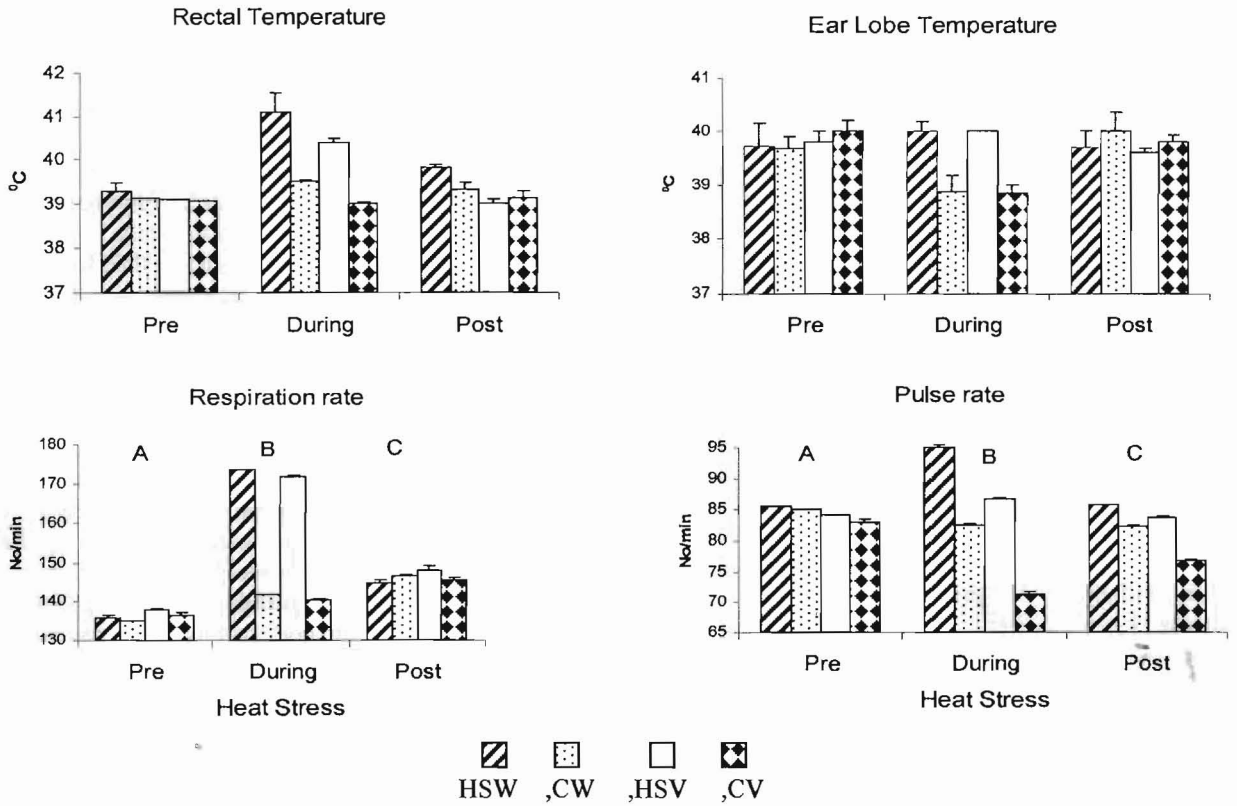 Rectal Temperature
⁰C
42
41
40
39
38
37
Pre During Post
Ear Lobe Temperature
⁰C
41
40
39
38
37
Pre During Post
Respiration rate
No/min
180
170
160
150
140
130
A B C
Pre During Post
Heat Stress
Pulse rate
No/min
95
90
85
80
75
70
65
A B C
Pre During Post
Heat Stress
HSW ,CW ,HSV ,CV